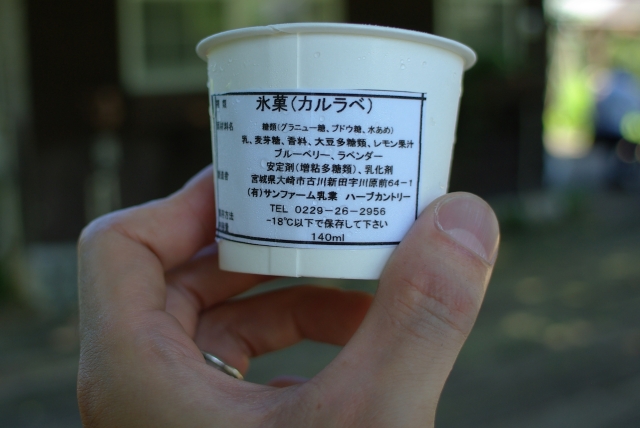 氷菓(カルラベ)
糖類(グラニュー糖、ブドウ糖、水あめ)
乳、麦芽糖、香料、大豆多糖類、レモン果汁
ブルーベリー、ラベンダー
安定剤(増粘多糖類)、乳化剤
宮城県大崎市古川新田字川原前64-1
(有)サンファーム乳業 ハーブカントリー
TEL 0229-26-2956
-18℃以下で保存して下さい
140ml